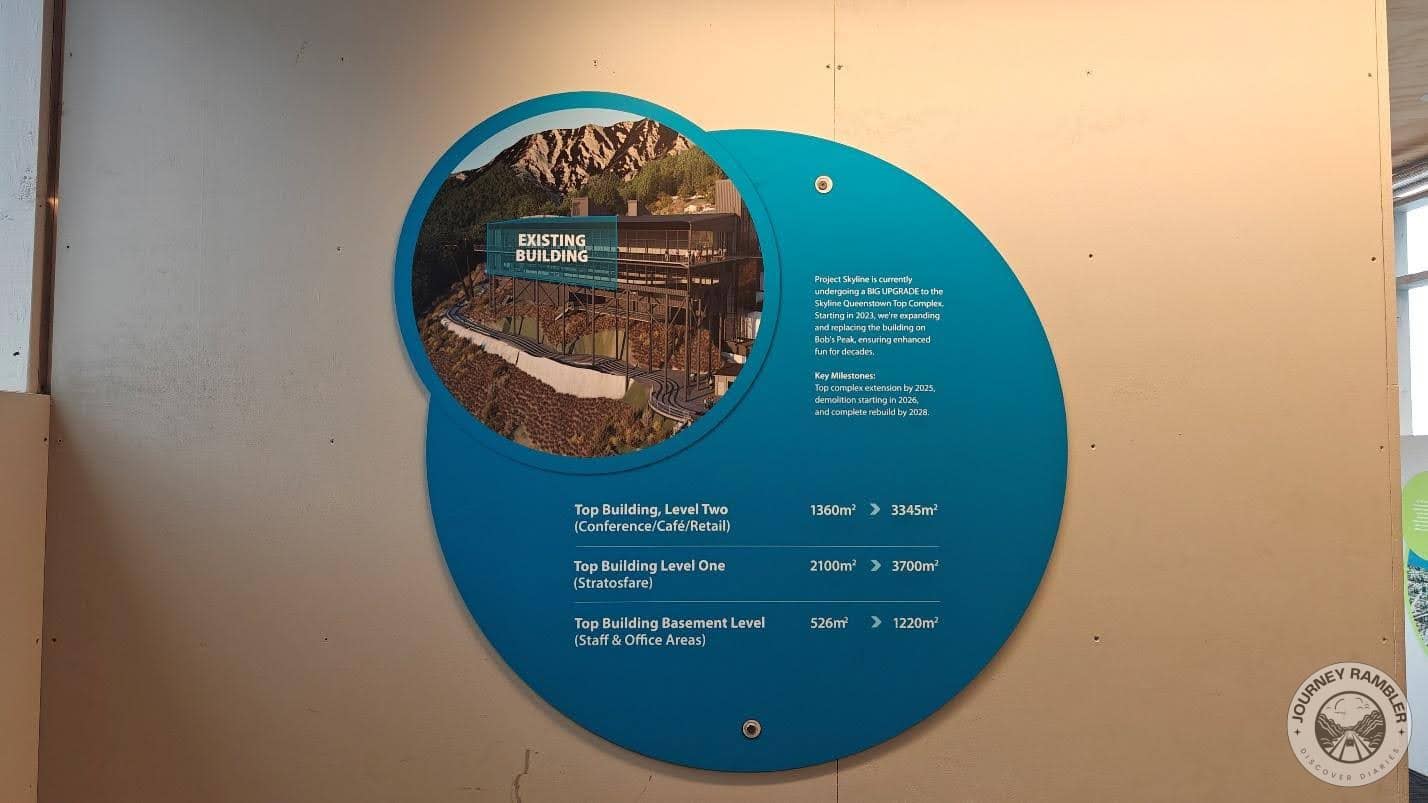 EXISTING
BUILDING
Project Skyline is currently
undergoing a BIG UPGRADE to the
Skyline Queenstown Top Complex.
Starting in 2023, we're expanding
and replacing the building on
Bob's Peak, ensuring enhanced
fun for decades.
Key Milestones:
Top complex extension by 2025,
demolition starting in 2026,
and complete rebuild by 2028.
Top Building, Level Two 1360m² > 3345m²
(Conference/Café/Retail)
Top Building Level One 2100m² > 3700m²
(Stratosfare)
Top Building Basement Level 526m² > 1220m²
(Staff & Office Areas)
JOURNEY RAMBLER
DISCOVER DIARIES